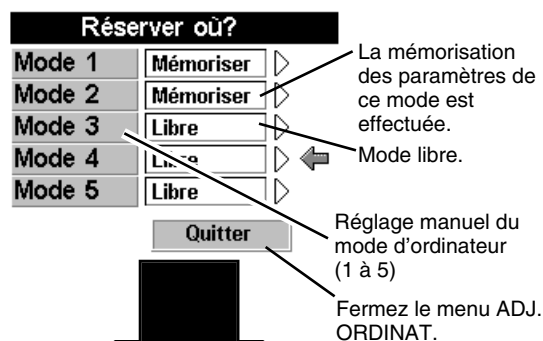 Réserver où?
Mode 1 Mémoriser
Mode 2 Mémoriser
Mode 3 Libre
Mode 4 Libre
Mode 5 Libre
Quitter
La mémorisation
des paramètres de
ce mode est
effectuée.
Mode libre.
Réglage manuel du
mode d'ordinateur
(1 à 5)
Fermez le menu ADJ.
ORDINAT.